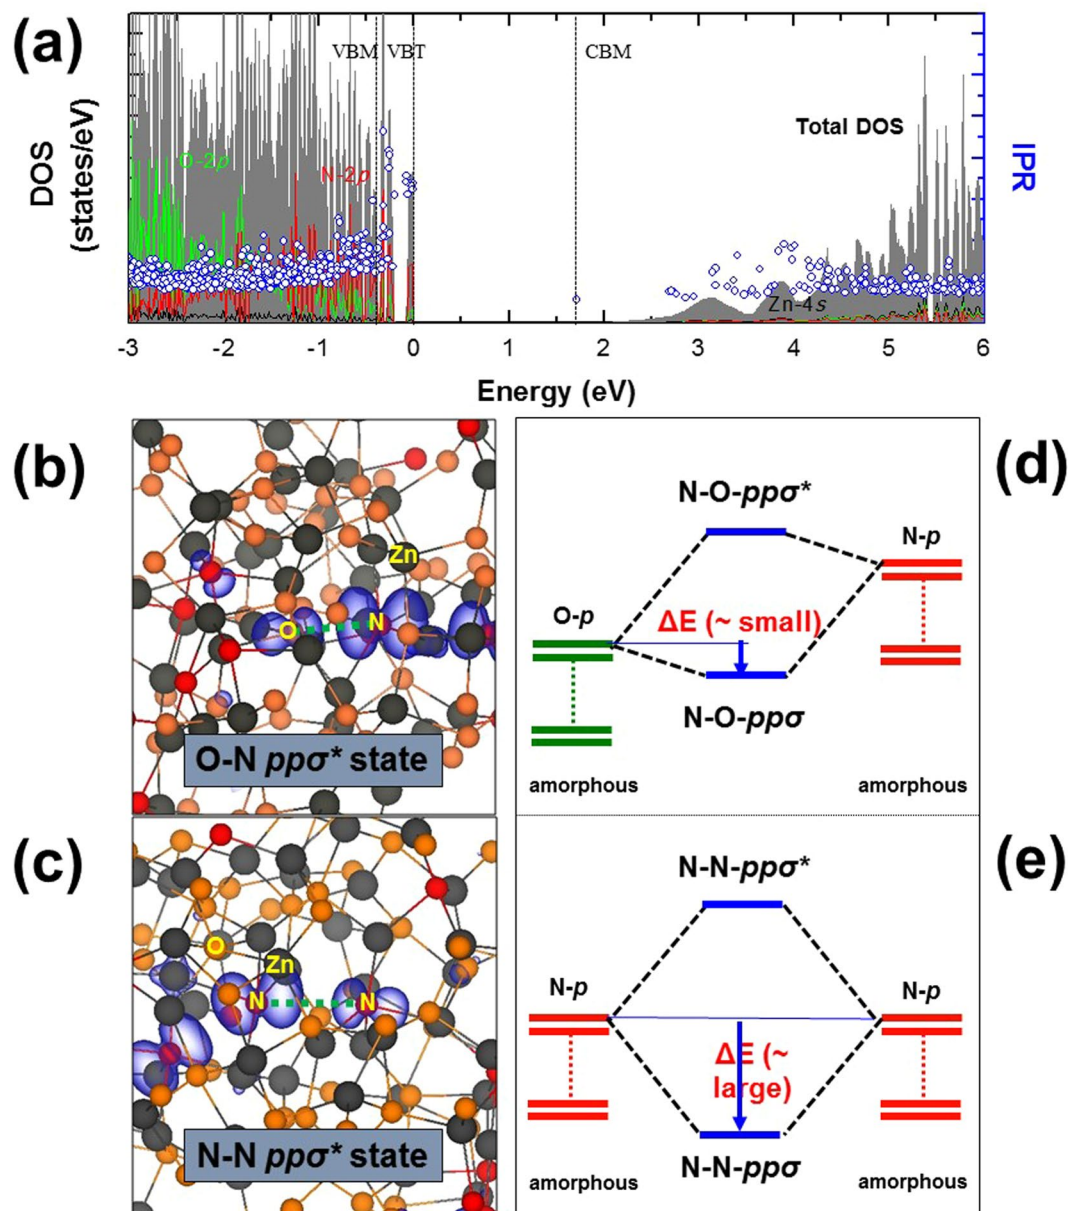 (a)
DOS
(states/eV)
VBM
VBT
CBM
O-2p
N-2p
Total DOS
Zn-4s
IPR
-3 -2 -1 0 1 2 3 4 5 6
Energy (eV)
(b)
Zn
O
N
O-N ppσ* state
(d)
N-O-ppσ*
N-p
O-p
ΔE (~ small)
N-O-ppσ
amorphous
amorphous
(c)
O
Zn
N
N
N-N ppσ* state
(e)
N-N-ppσ*
N-p
N-p
ΔE (~
large)
N-N-ppσ
amorphous
amorphous